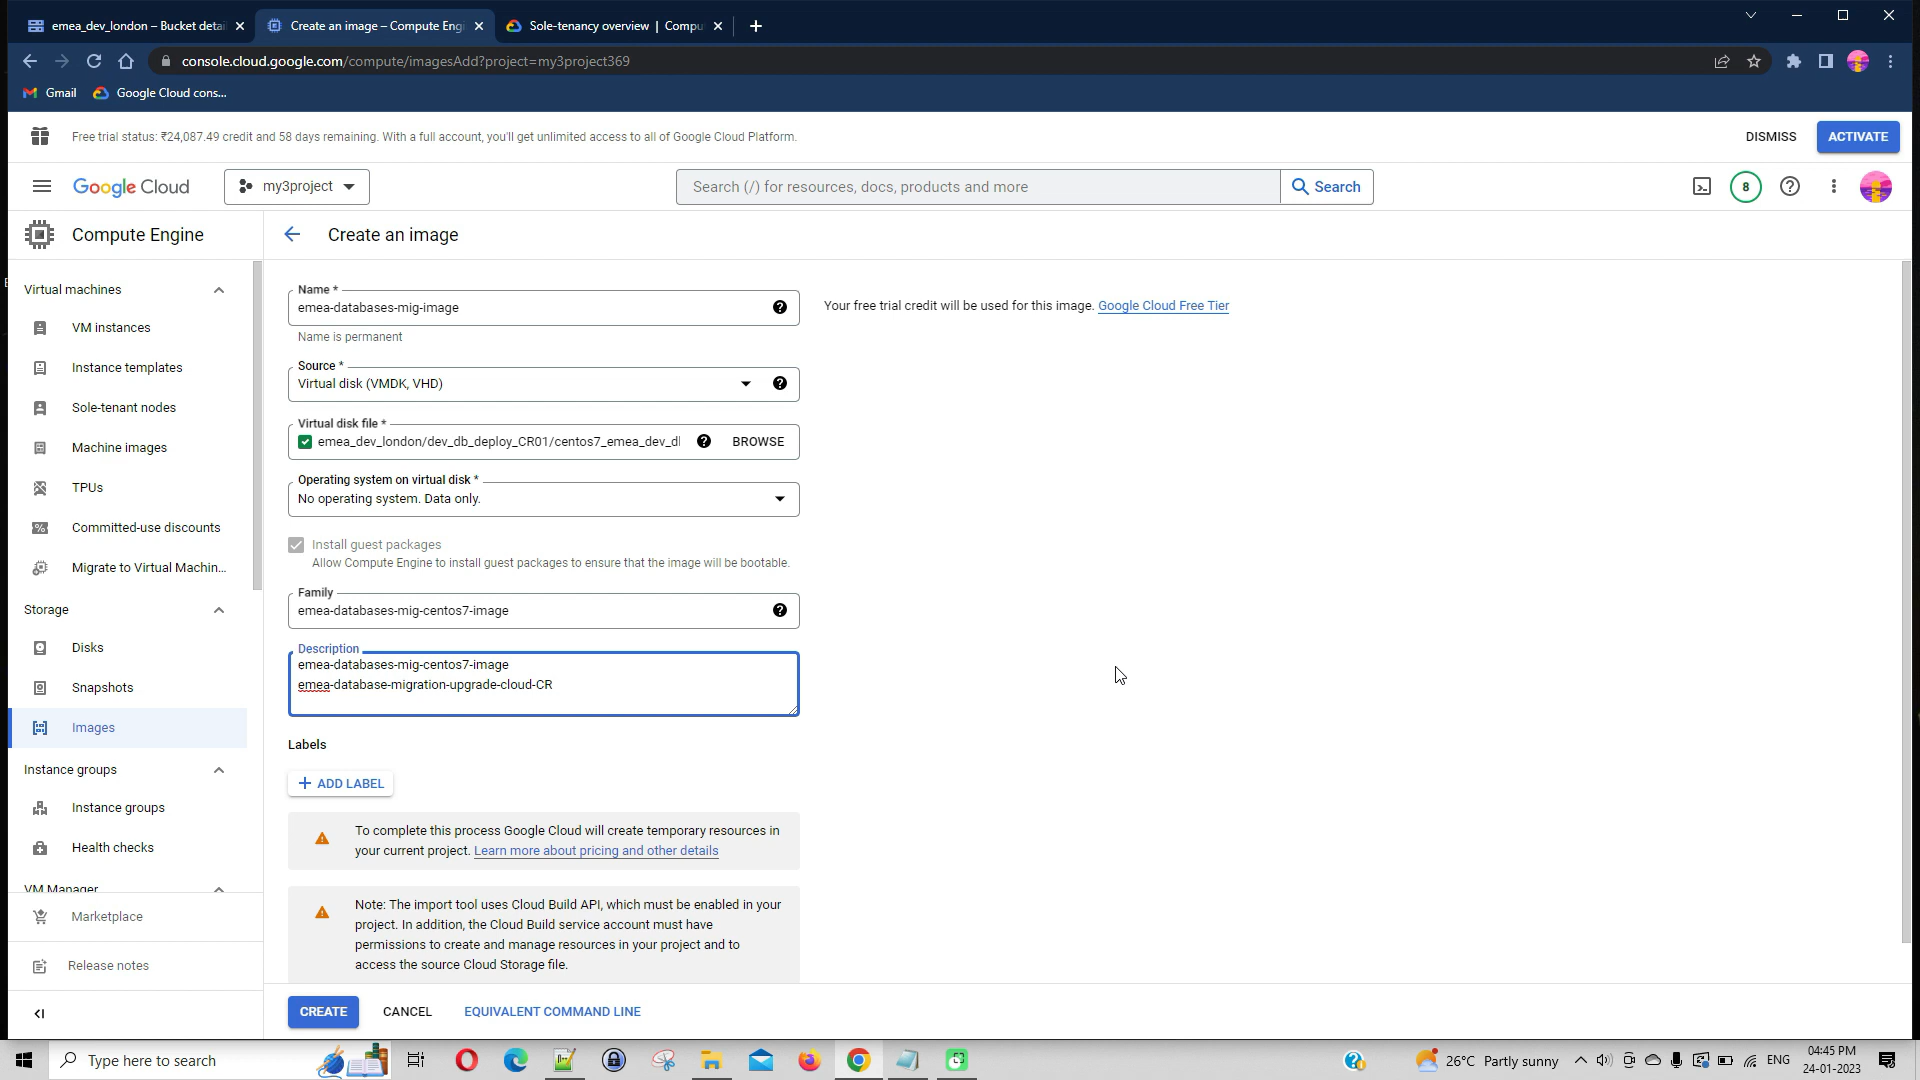 emea_dev_london – Bucket detai
Create an image – Compute Eng
Sole-tenancy overview | Compu
console.cloud.google.com/compute/imagesAdd?project=my3project369
Gmail
Google Cloud cons...
Free trial status: ₹24,087.49 credit and 58 days remaining. With a full account, you'll get unlimited access to all of Google Cloud Platform.
DISMISS
ACTIVATE
Google Cloud
my3project
Search (/) for resources, docs, products and more
Search
8
Compute Engine
Create an image
Virtual machines
VM instances
Instance templates
Sole-tenant nodes
Machine images
TPUs
Committed-use discounts
Migrate to Virtual Machin...
Storage
Disks
Snapshots
Images
Instance groups
Instance groups
Health checks
VM Manager
Marketplace
Release notes
Name *
emea-databases-mig-image
Name is permanent
Your free trial credit will be used for this image. Google Cloud Free Tier
Source *
Virtual disk (VMDK, VHD)
Virtual disk file *
emea_dev_london/dev_db_deploy_CR01/centos7_emea_dev_dl
BROWSE
Operating system on virtual disk *
No operating system. Data only.
Install guest packages
Allow Compute Engine to install guest packages to ensure that the image will be bootable.
Family
emea-databases-mig-centos7-image
Description
emea-databases-mig-centos7-image
emea-database-migration-upgrade-cloud-CR
Labels
ADD LABEL
To complete this process Google Cloud will create temporary resources in
your current project. Learn more about pricing and other details
Note: The import tool uses Cloud Build API, which must be enabled in your
project. In addition, the Cloud Build service account must have
permissions to create and manage resources in your project and to
access the source Cloud Storage file.
CREATE
CANCEL
EQUIVALENT COMMAND LINE
Type here to search
26°C Partly sunny
ENG
04:45 PM
24-01-2023